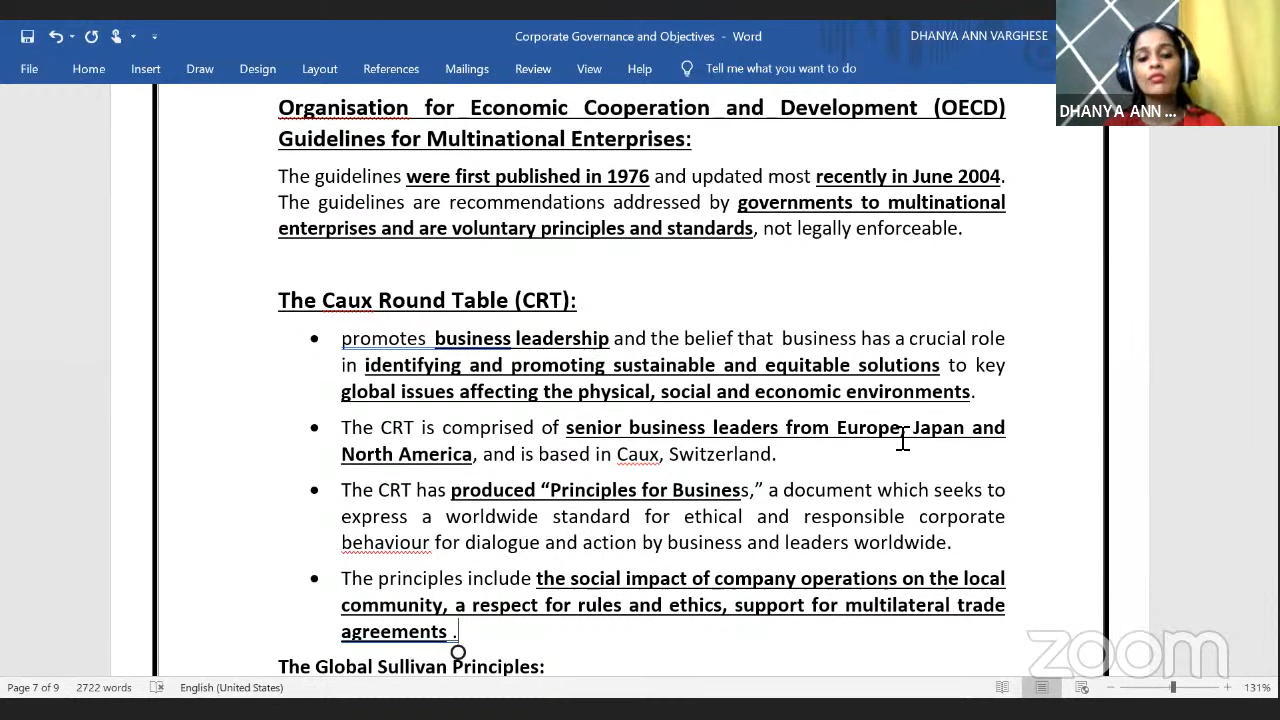 Corporate Governance and Objectives - Word
DHANYA ANN VARGHESE
File Home Insert Draw Design Layout References Mailings Review View Help Tell me what you want to do
DHANYA ANN ...
Organisation for Economic Cooperation and Development (OECD)
Guidelines for Multinational Enterprises:
The guidelines were first published in 1976 and updated most recently in June 2004.
The guidelines are recommendations addressed by governments to multinational
enterprises and are voluntary principles and standards, not legally enforceable.
The Caux Round Table (CRT):
• promotes business leadership and the belief that business has a crucial role
in identifying and promoting sustainable and equitable solutions to key
global issues affecting the physical, social and economic environments.
• The CRT is comprised of senior business leaders from Europe, Japan and
North America, and is based in Caux, Switzerland.
• The CRT has produced “Principles for Business,” a document which seeks to
express a worldwide standard for ethical and responsible corporate
behaviour for dialogue and action by business and leaders worldwide.
• The principles include the social impact of company operations on the local
community, a respect for rules and ethics, support for multilateral trade
agreements .
The Global Sullivan Principles:
zoom
Page 7 of 9 2722 words English (United States) 131%